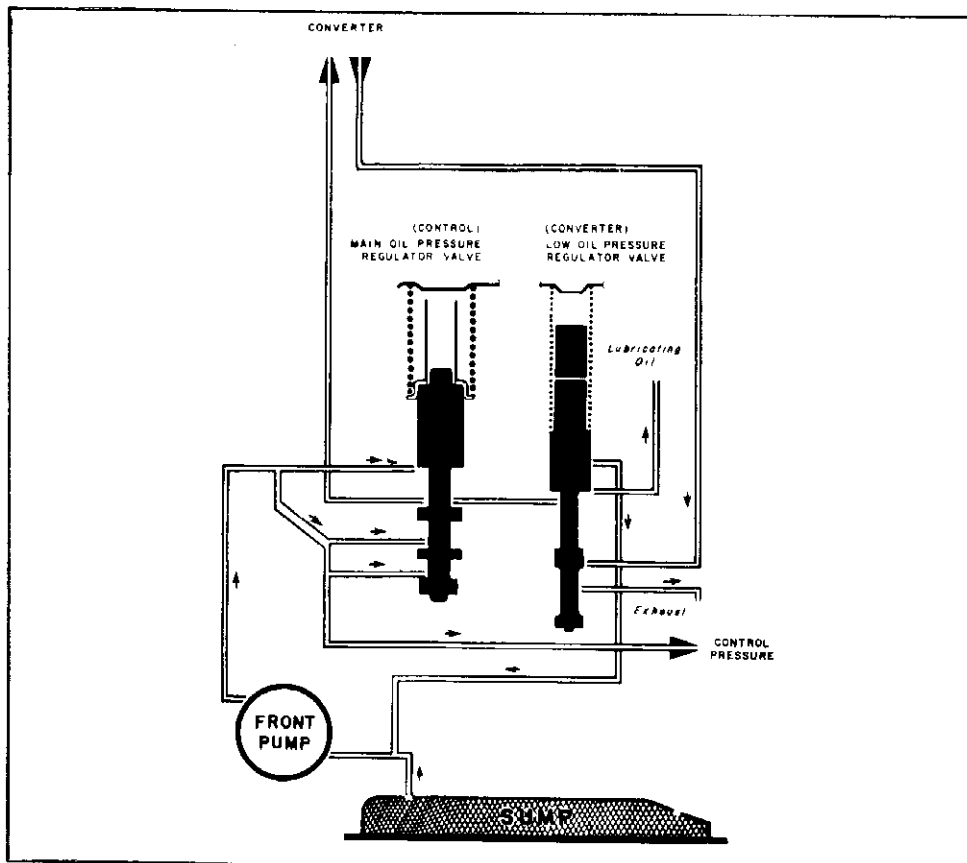 CONVERTER
(CONTROL)
MAIN OIL PRESSURE
REGULATOR VALVE
(CONVERTER)
LOW OIL PRESSURE
REGULATOR VALVE
Lubricating
Oil
Exhaust
CONTROL
PRESSURE
FRONT
PUMP
SUMP